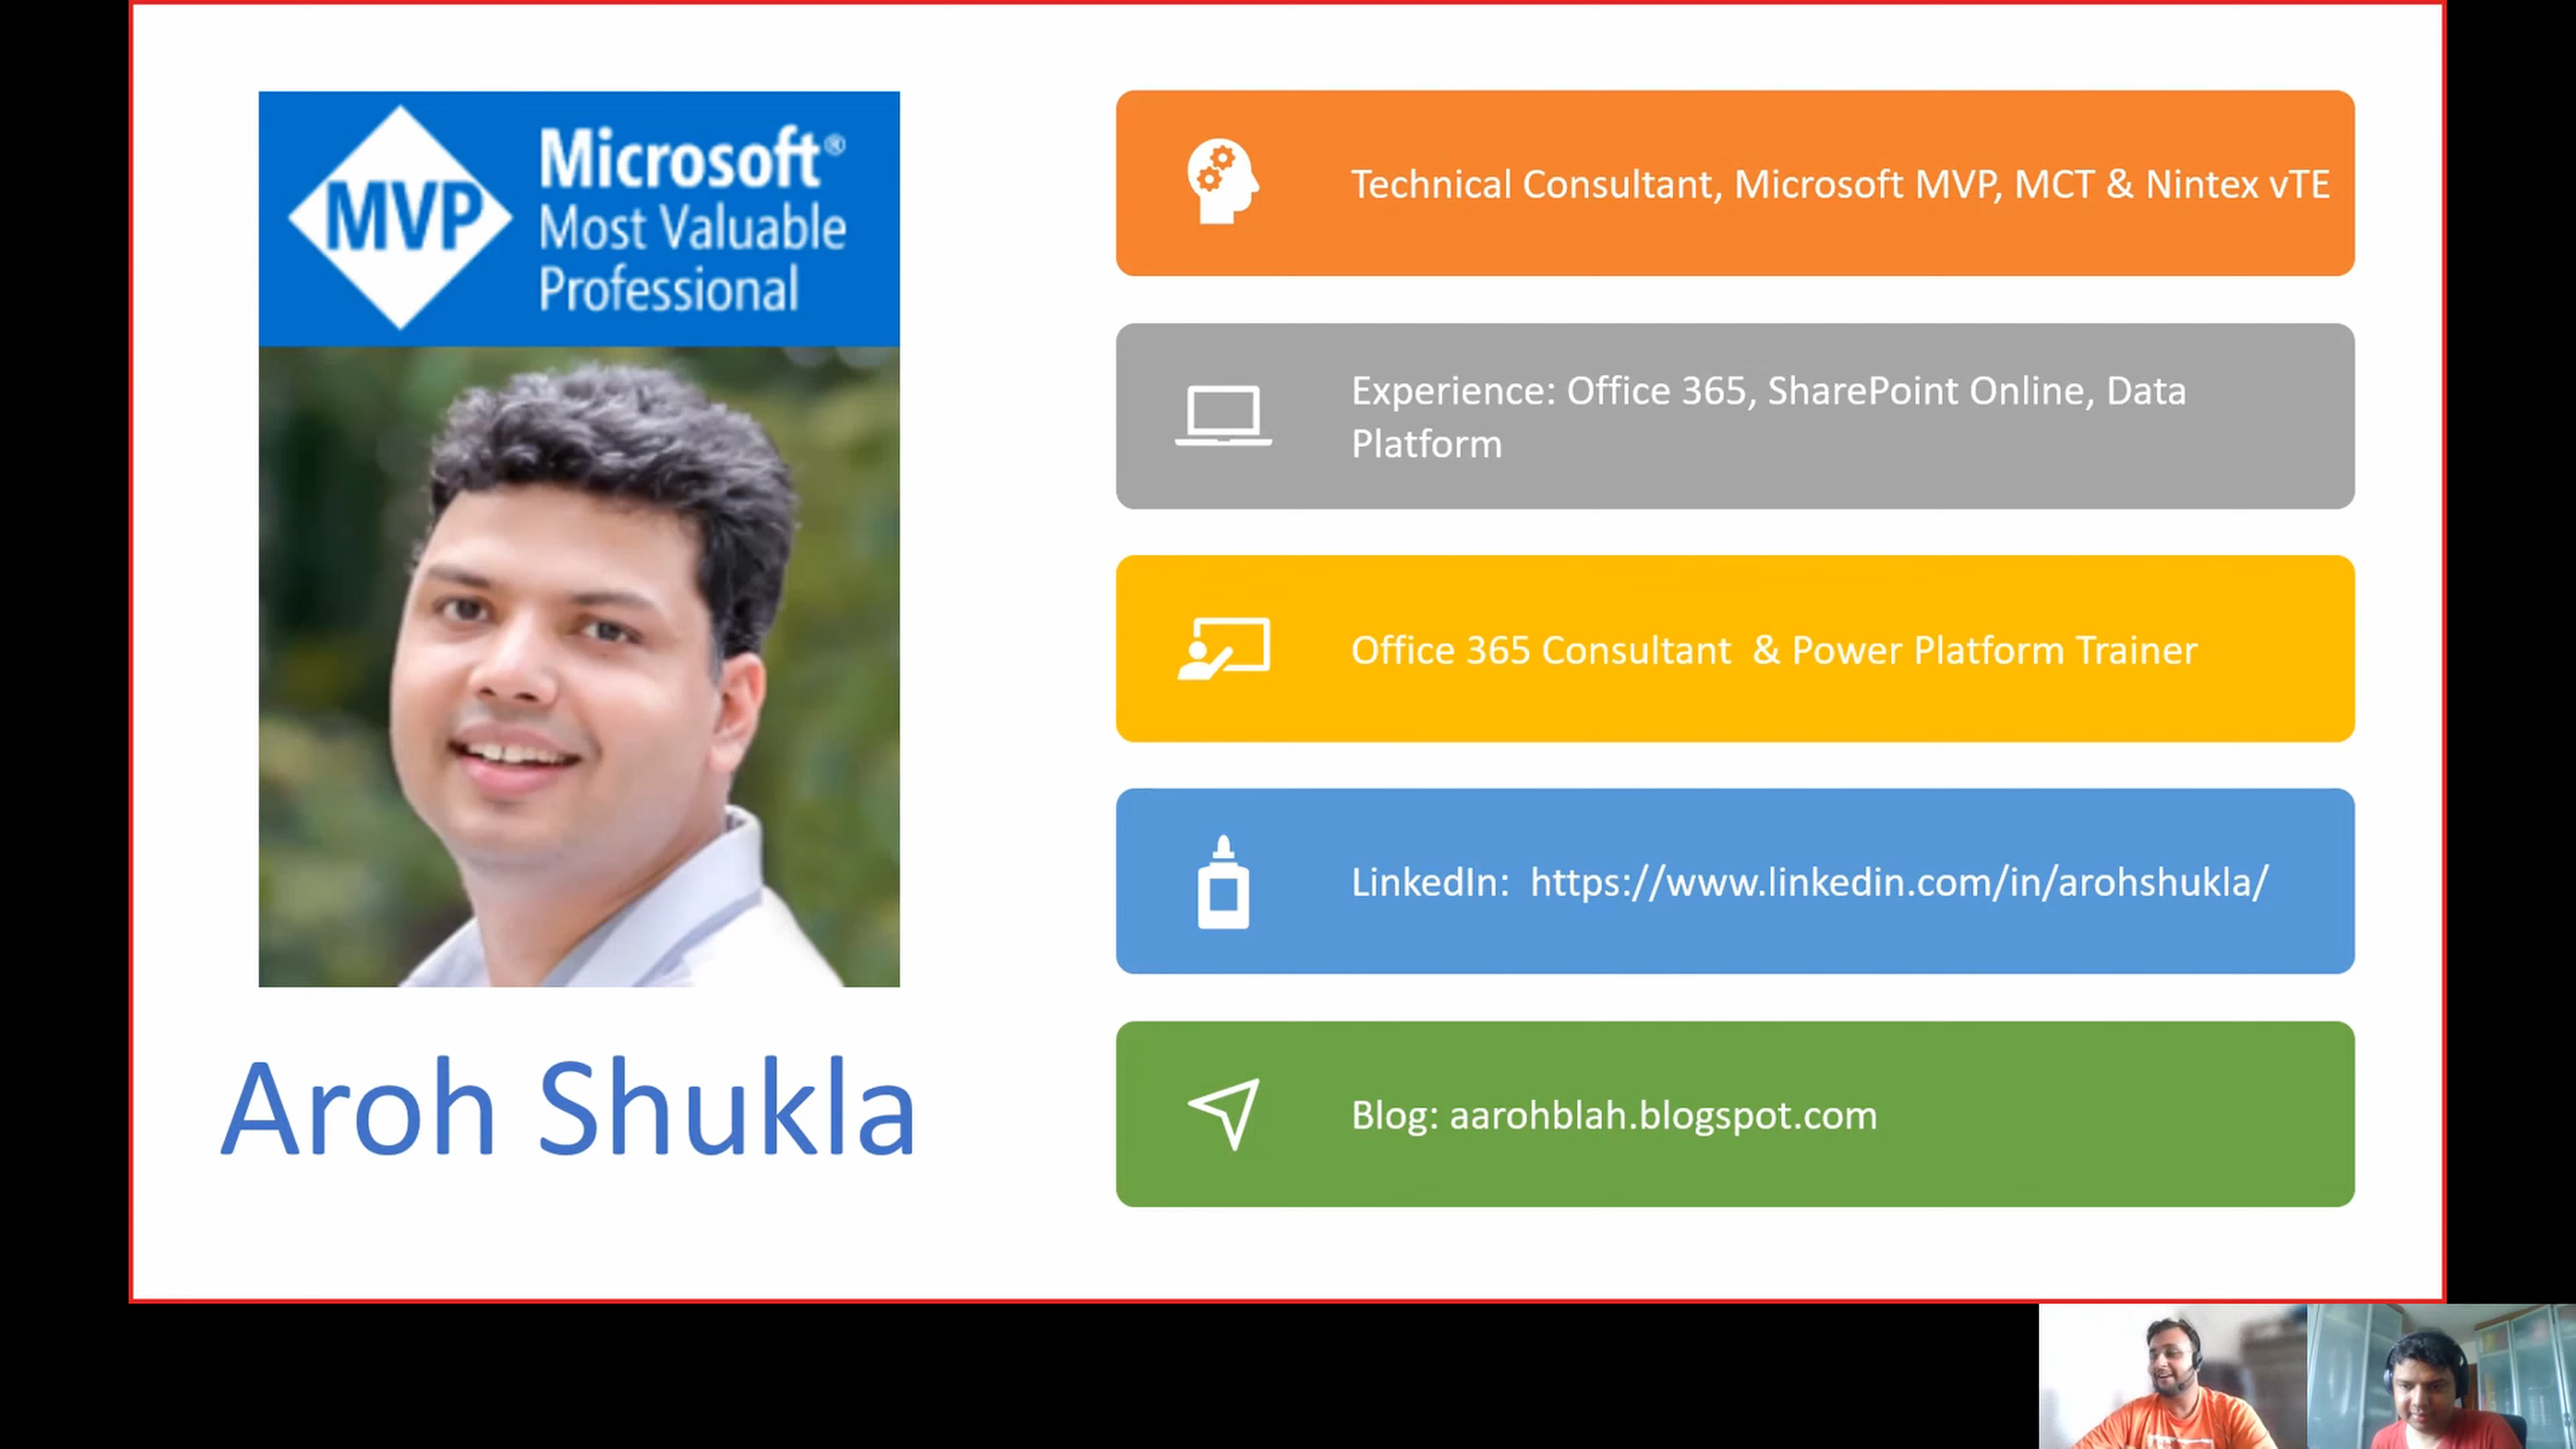 MVP
Microsoft®
Most Valuable
Professional
Aroh Shukla
Technical Consultant, Microsoft MVP, MCT & Nintex vTE
Experience: Office 365, SharePoint Online, Data
Platform
Office 365 Consultant & Power Platform Trainer
LinkedIn: https://www.linkedin.com/in/arohshukla/
Blog: aarohblah.blogspot.com